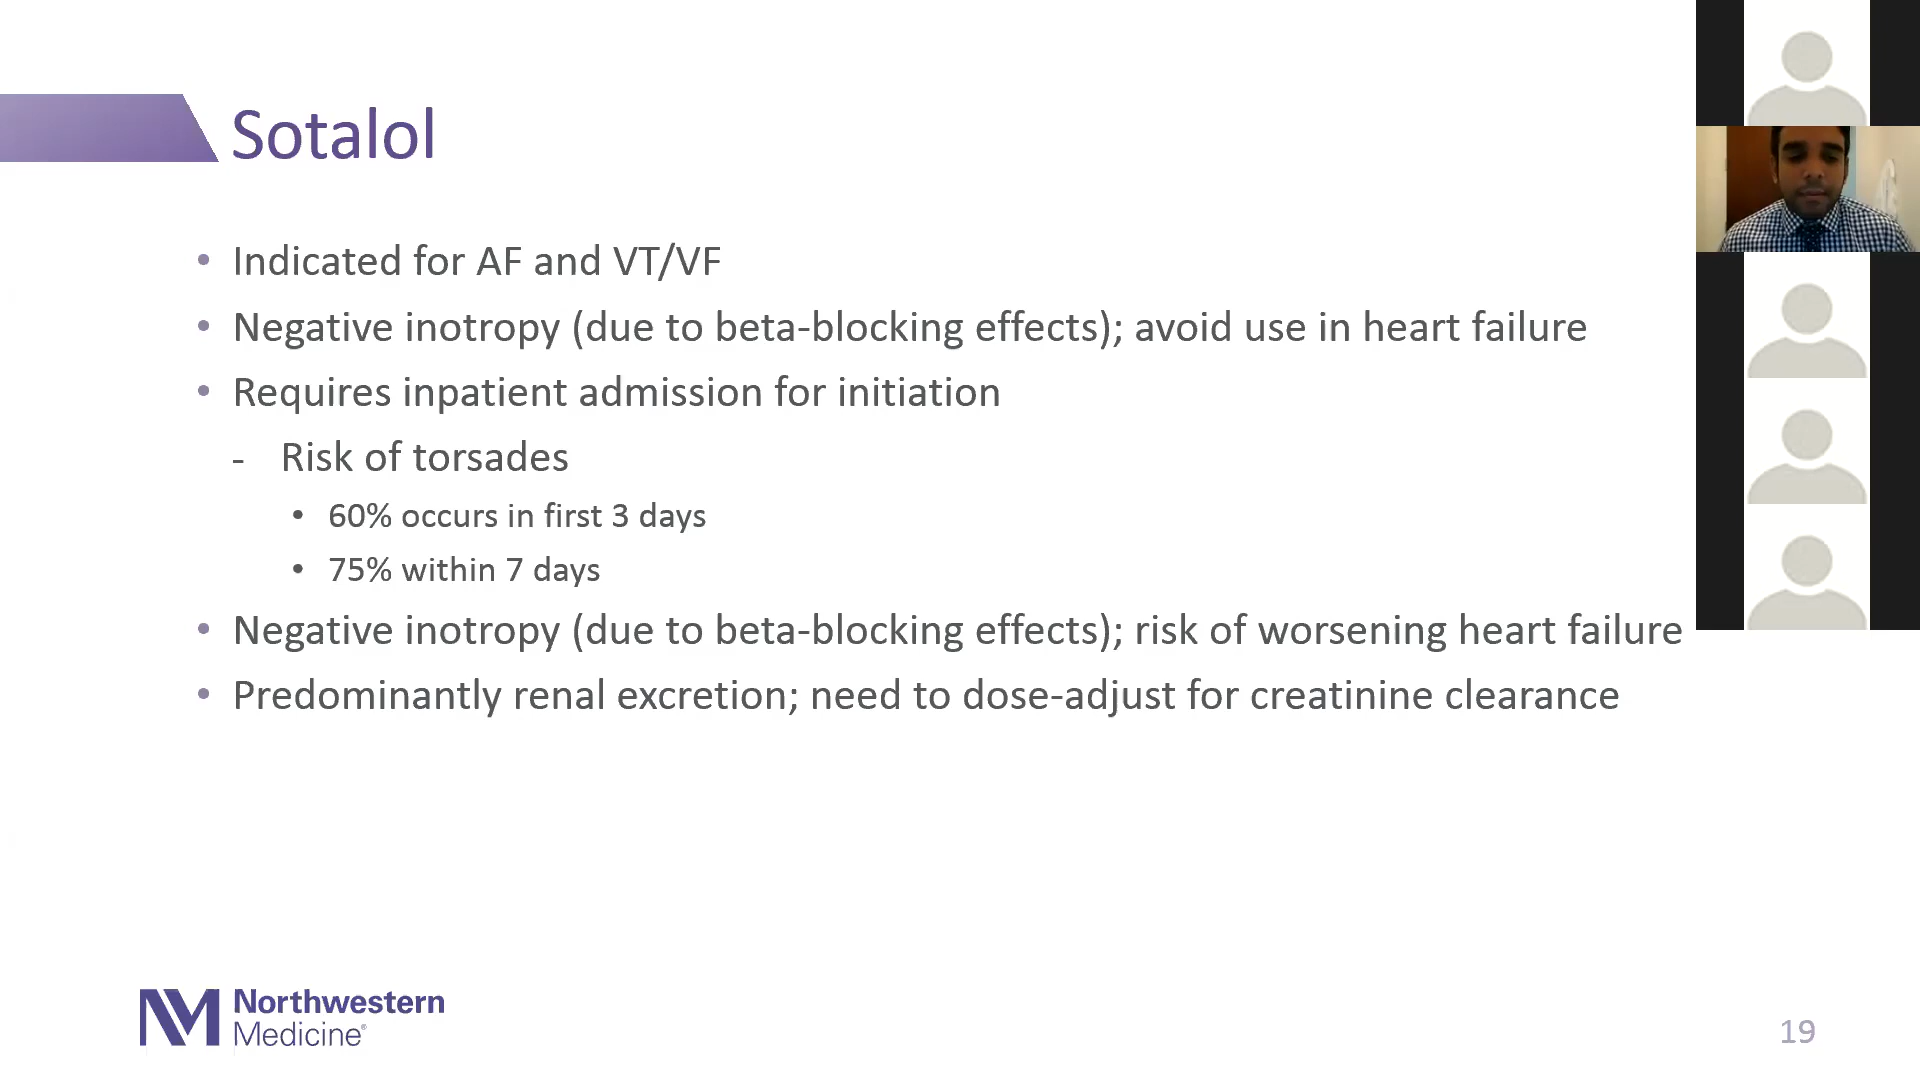 Sotalol
• Indicated for AF and VT/VF
• Negative inotropy (due to beta-blocking effects); avoid use in heart failure
• Requires inpatient admission for initiation
- Risk of torsades
• 60% occurs in first 3 days
• 75% within 7 days
• Negative inotropy (due to beta-blocking effects); risk of worsening heart failure
• Predominantly renal excretion; need to dose-adjust for creatinine clearance
NM Northwestern
Medicine®
19